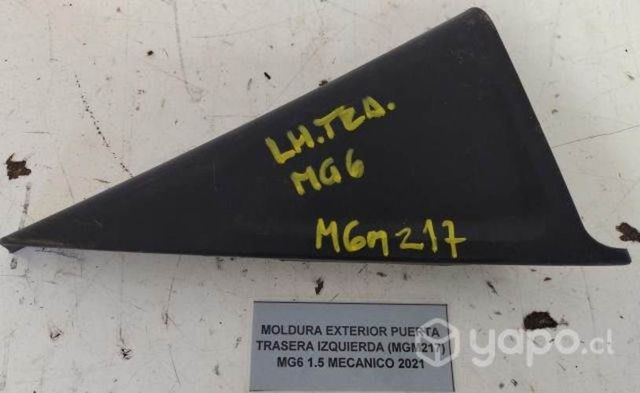 LH.TRA.
MG6
MGM217
MOLDURA EXTERIOR PUERTA
TRASERA IZQUIERDA (MGM217)
MG6 1.5 MECANICO 2021
yapo.cl